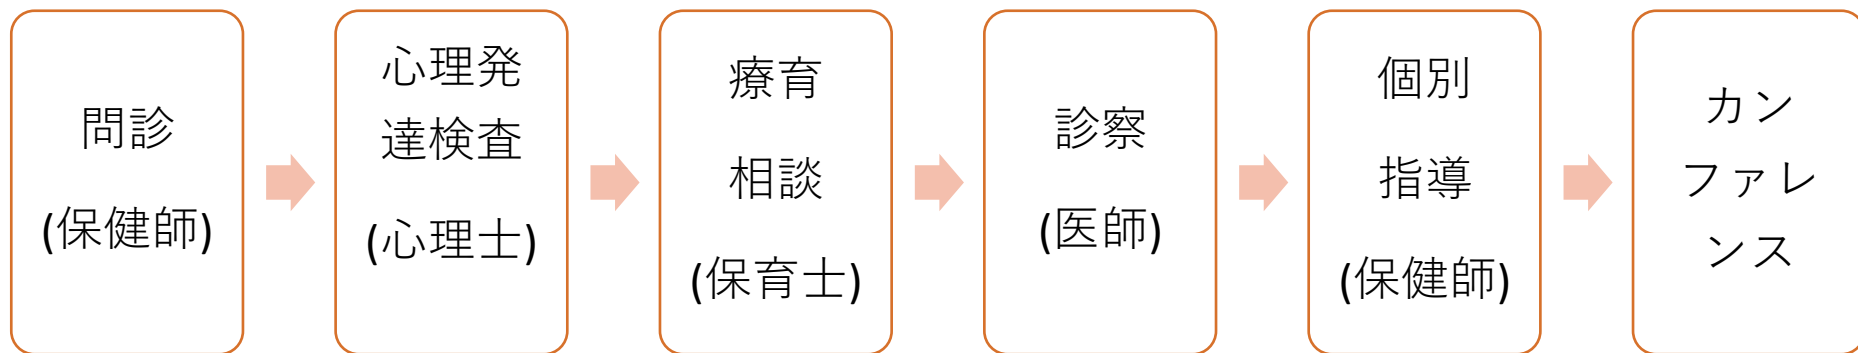 問診
(保健師)
心理発
達検査
(心理士)
療育
相談
(保育士)
診察
(医師)
個別
指導
(保健師)
カン
ファレ
ンス